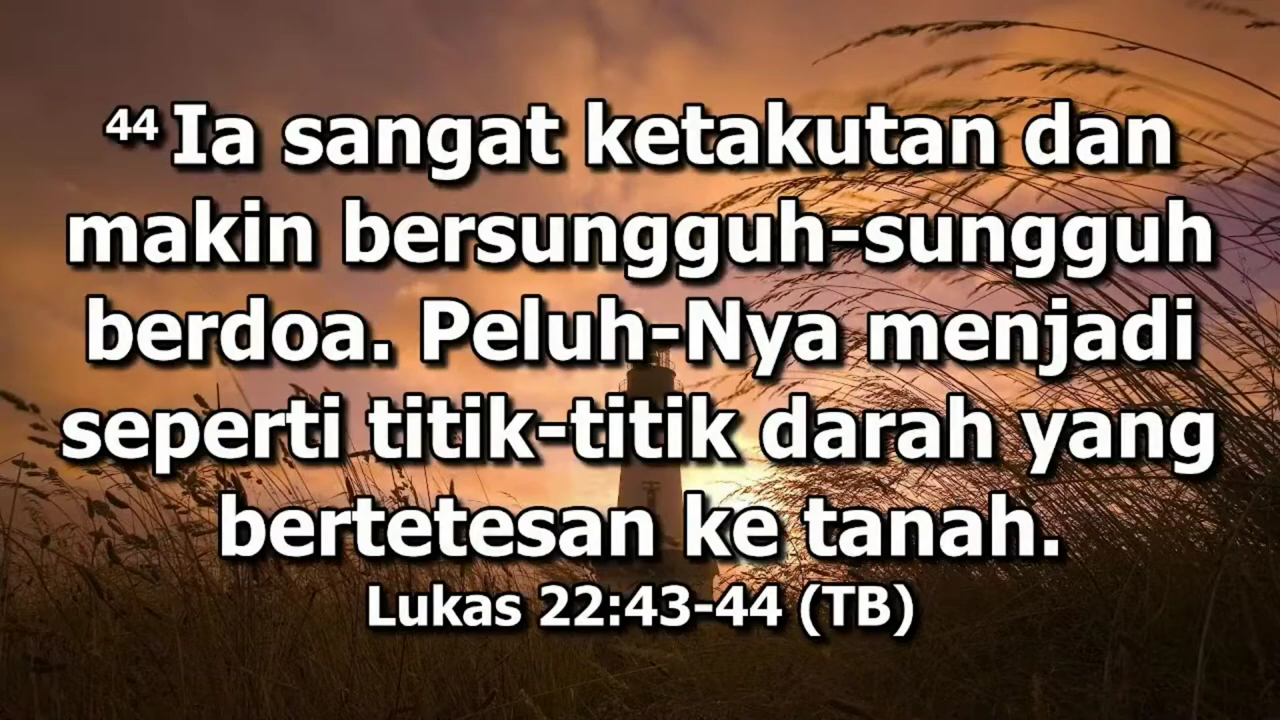 44 Ia sangat ketakutan dan
makin bersungguh-sungguh
berdoa. Peluh-Nya menjadi
seperti titik-titik darah yang
bertetesan ke tanah.
Lukas 22:43-44 (TB)